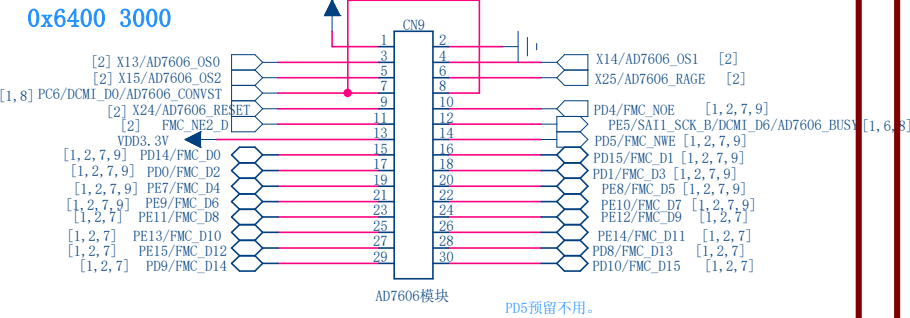 0x6400 3000
CN9
1 2
[2] X13/AD7606_OS0 3 4 X14/AD7606_OS1 [2]
[2] X15/AD7606_OS2 5 6 X25/AD7606_RAGE [2]
[1,8] PC6/DCMI_D0/AD7606_CONVST 7 8
[2] X24/AD7606_RESET 9 10 PD4/FMC_NOE [1,2,7,9]
[2] FMC_NE2_D 11 12 PE5/SAI1_SCK_B/DCMI_D6/AD7606_BUSY [1,6,8]
VDD3.3V 13 14 PD5/FMC_NWE [1,2,7,9]
[1,2,7,9] PD14/FMC_D0 15 16 PD15/FMC_D1 [1,2,7,9]
[1,2,7,9] PD0/FMC_D2 17 18 PD1/FMC_D3 [1,2,7,9]
[1,2,7,9] PE7/FMC_D4 19 20 PE8/FMC_D5 [1,2,7,9]
[1,2,7,9] PE9/FMC_D6 21 22 PE10/FMC_D7 [1,2,7,9]
[1,2,7] PE11/FMC_D8 23 24 PE12/FMC_D9 [1,2,7]
[1,2,7] PE13/FMC_D10 25 26 PE14/FMC_D11 [1,2,7]
[1,2,7] PE15/FMC_D12 27 28 PD8/FMC_D13 [1,2,7]
[1,2,7] PD9/FMC_D14 29 30 PD10/FMC_D15 [1,2,7]
AD7606模块
PD5预留不用。